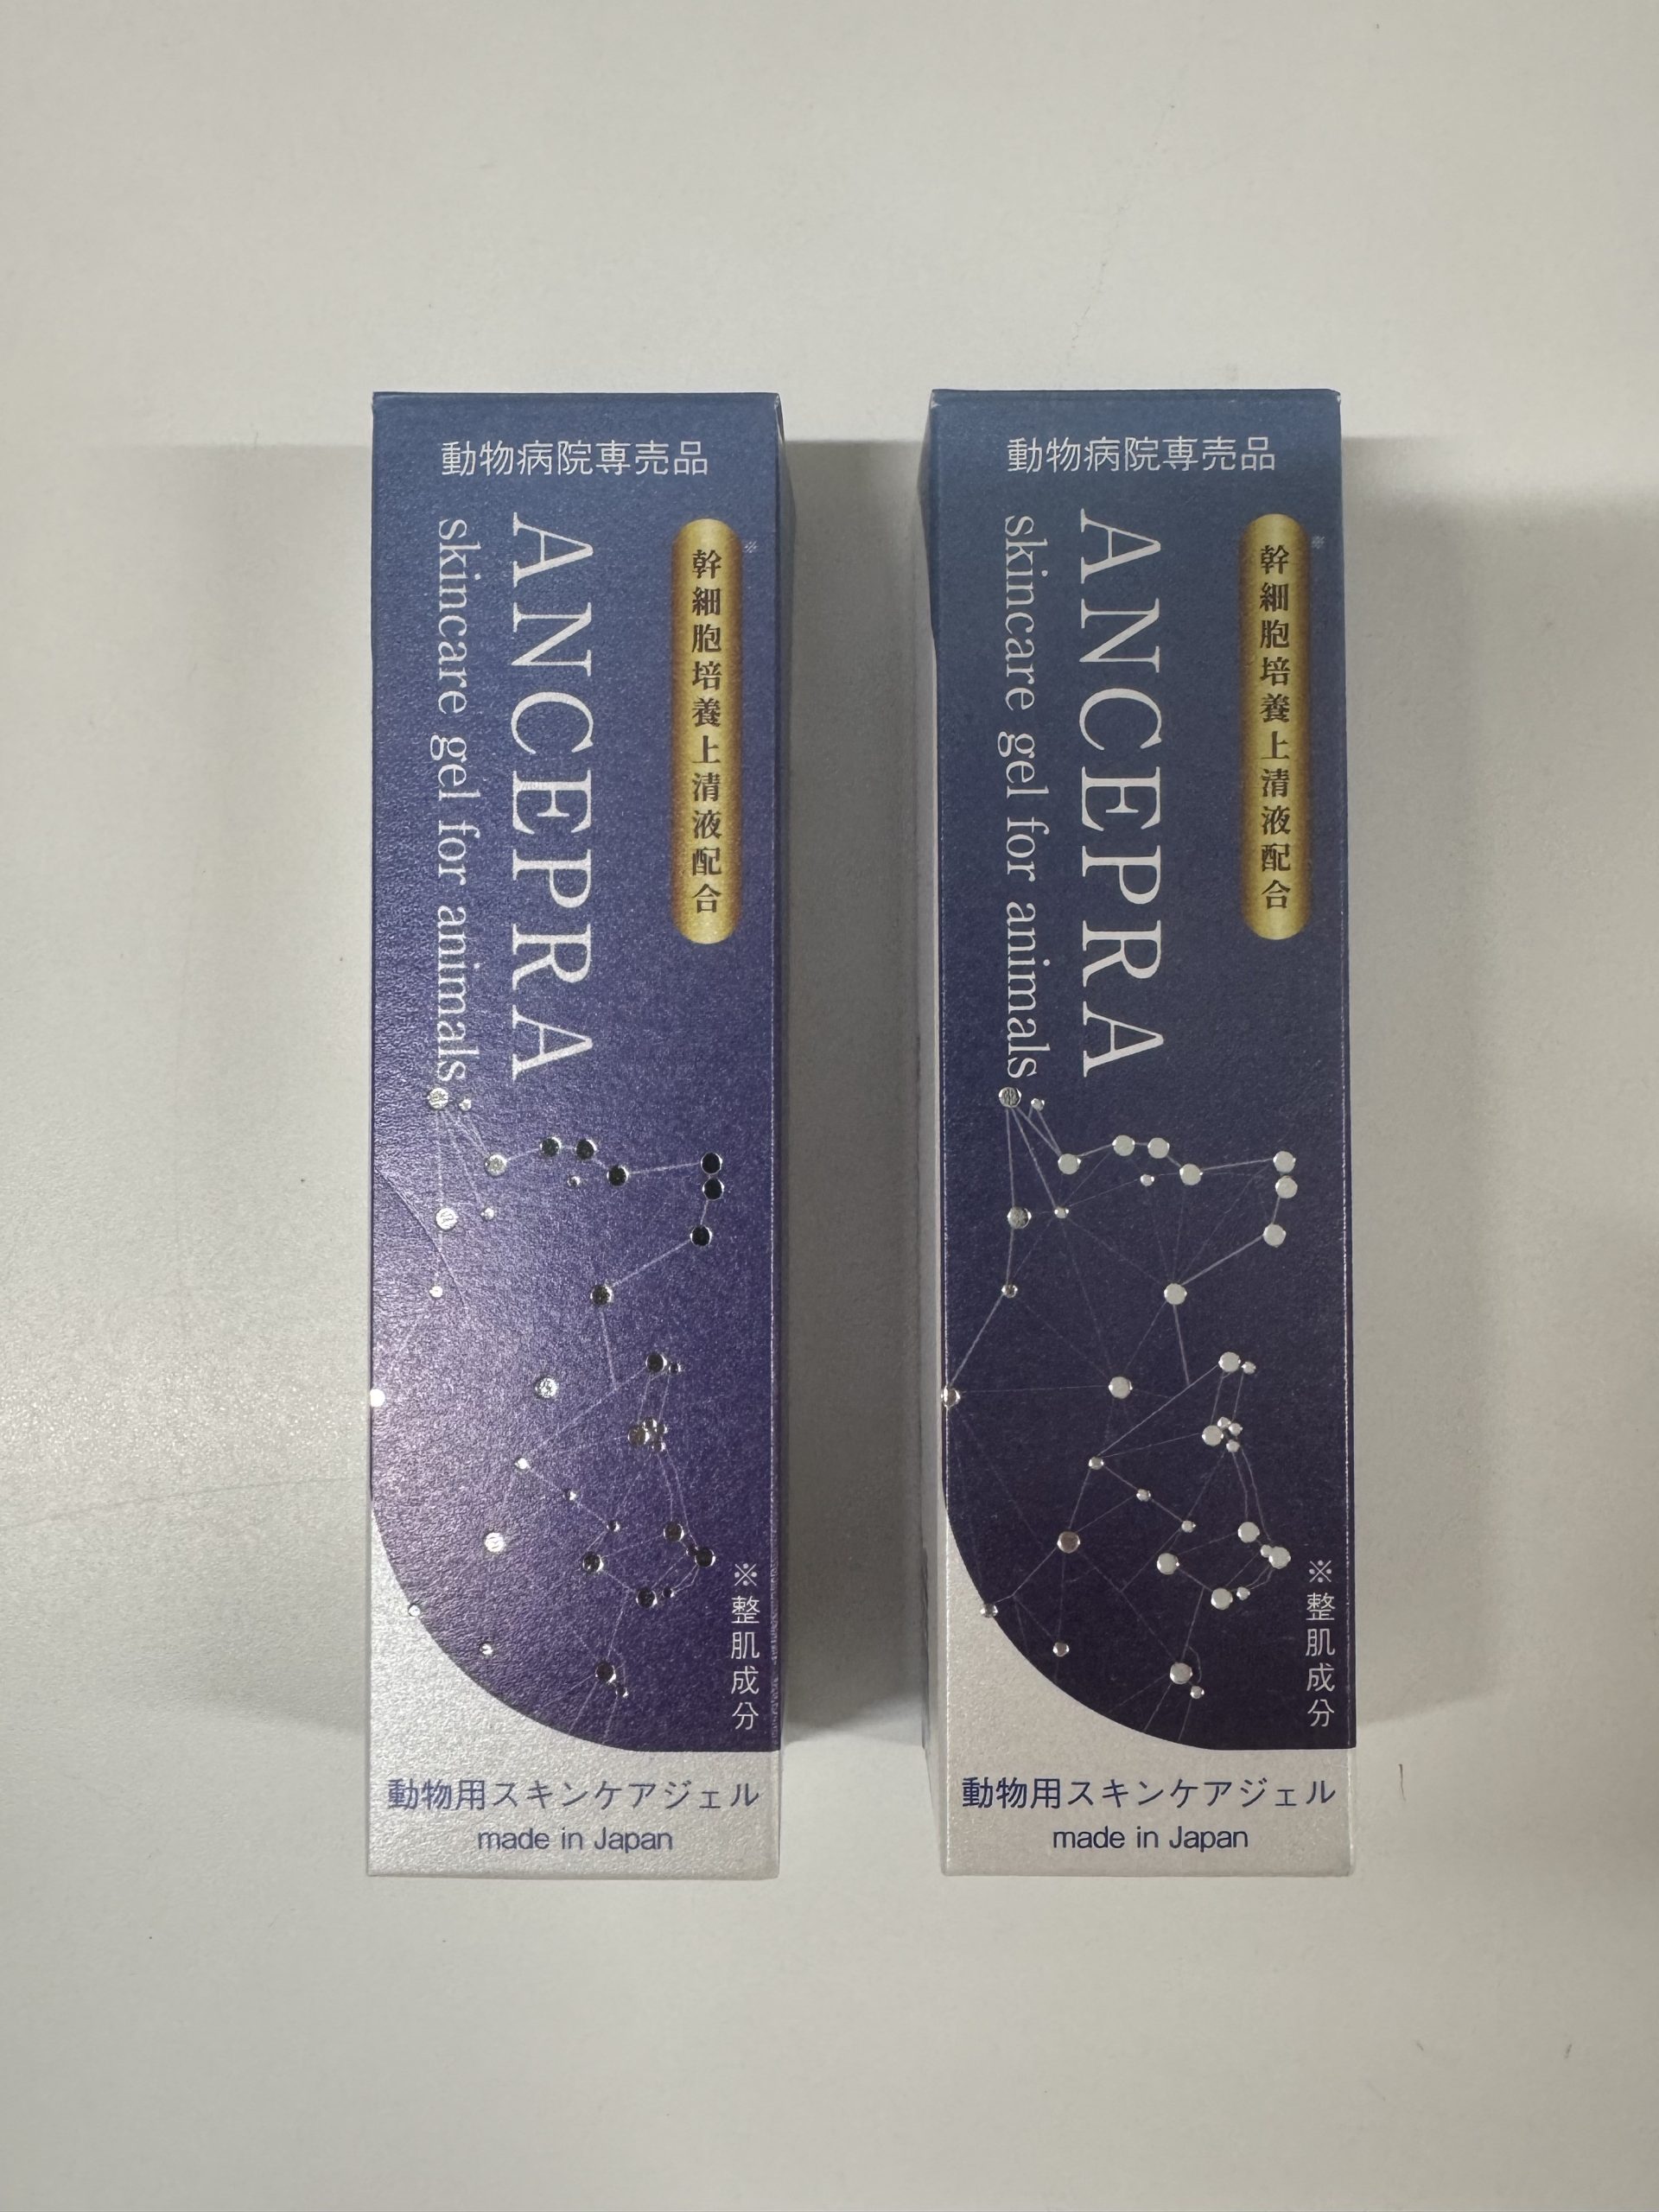 動物病院専売品
※
幹細胞培養上清液配合
ANCEPRA
skincare gel for animals
※整肌成分
動物用スキンケアジェル
made in Japan
動物病院専売品
※
幹細胞培養上清液配合
ANCEPRA
skincare gel for animals
※整肌成分
動物用スキンケアジェル
made in Japan